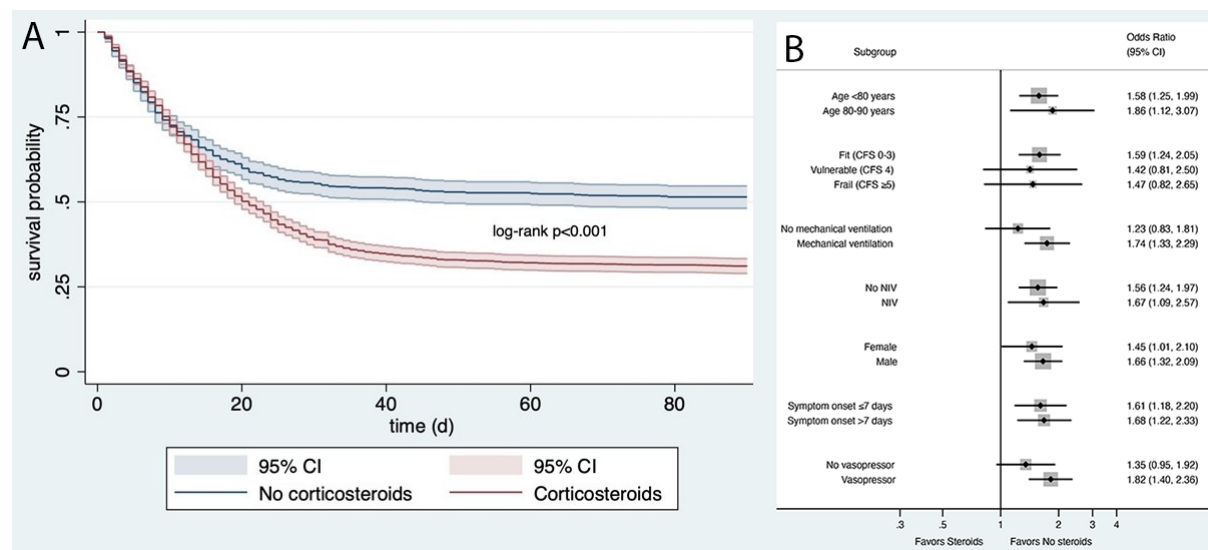 A
1
.75
.5
.25
0
survival probability
log-rank p<0.001
0 20 40 60 80
time (d)
95% CI 95% CI
No corticosteroids Corticosteroids
B
Subgroup
Odds Ratio
(95% CI)
Age <80 years 1.58 (1.25, 1.99)
Age 80-90 years 1.86 (1.12, 3.07)
Fit (CFS 0-3) 1.59 (1.24, 2.05)
Vulnerable (CFS 4) 1.42 (0.81, 2.50)
Frail (CFS ≥5) 1.47 (0.82, 2.65)
No mechanical ventilation 1.23 (0.83, 1.81)
Mechanical ventilation 1.74 (1.33, 2.29)
No NIV 1.56 (1.24, 1.97)
NIV 1.67 (1.09, 2.57)
Female 1.45 (1.01, 2.10)
Male 1.66 (1.32, 2.09)
Symptom onset ≤7 days 1.61 (1.18, 2.20)
Symptom onset >7 days 1.68 (1.22, 2.33)
No vasopressor 1.35 (0.95, 1.92)
Vasopressor 1.82 (1.40, 2.36)
.3 .5 1 2 3 4
Favors Steroids Favors No steroids